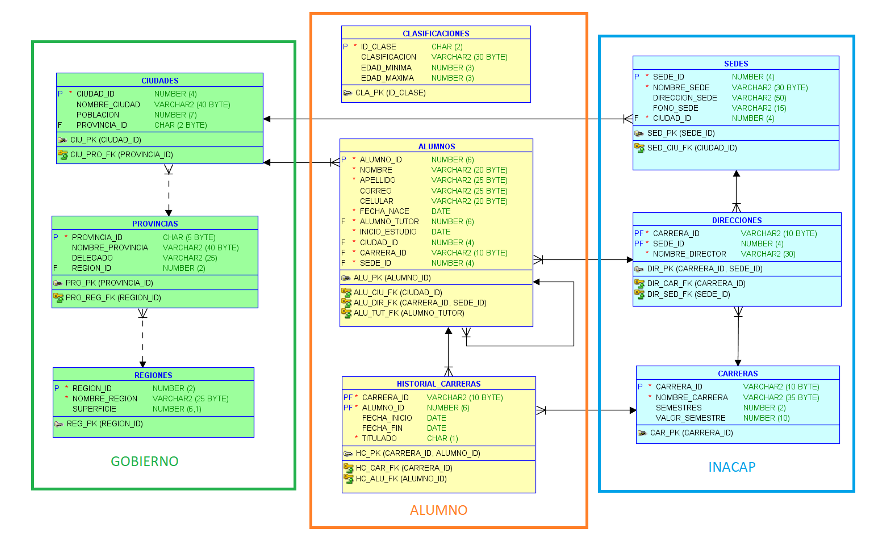 CIUDADES
P * CIUDAD_ID NUMBER (4)
NOMBRE_CIUDAD VARCHAR2 (40 BYTE)
POBLACION NUMBER (7)
F PROVINCIA_ID CHAR (2 BYTE)
CIU_PK (CIUDAD_ID)
CIU_PRO_FK (PROVINCIA_ID)
PROVINCIAS
P * PROVINCIA_ID CHAR (5 BYTE)
NOMBRE_PROVINCIA VARCHAR2 (40 BYTE)
DELEGADO VARCHAR2 (25)
F REGION_ID NUMBER (2)
PRO_PK (PROVINCIA_ID)
PRO_REG_FK (REGION_ID)
REGIONES
P * REGION_ID NUMBER (2)
* NOMBRE_REGION VARCHAR2 (25 BYTE)
SUPERFICIE NUMBER (6,1)
REG_PK (REGION_ID)
GOBIERNO
CLASIFICACIONES
P * ID_CLASE CHAR (2)
CLASIFICACION VARCHAR2 (30 BYTE)
EDAD_MINIMA NUMBER (3)
EDAD_MAXIMA NUMBER (3)
CLA_PK (ID_CLASE)
ALUMNOS
P * ALUMNO_ID NUMBER (6)
* NOMBRE VARCHAR2 (20 BYTE)
* APELLIDO VARCHAR2 (25 BYTE)
CORREO VARCHAR2 (25 BYTE)
CELULAR VARCHAR2 (20 BYTE)
* FECHA_NACE DATE
F * ALUMNO_TUTOR NUMBER (6)
* INICIO_ESTUDIO DATE
F * CIUDAD_ID NUMBER (4)
F * CARRERA_ID VARCHAR2 (10 BYTE)
F * SEDE_ID NUMBER (4)
ALU_PK (ALUMNO_ID)
ALU_CIU_FK (CIUDAD_ID)
ALU_DIR_FK (CARRERA_ID, SEDE_ID)
ALU_TUT_FK (ALUMNO_TUTOR)
HISTORIAL_CARRERAS
PF * CARRERA_ID VARCHAR2 (10 BYTE)
PF * ALUMNO_ID NUMBER (6)
FECHA_INICIO DATE
FECHA_FIN DATE
* TITULADO CHAR (1)
HC_PK (CARRERA_ID, ALUMNO_ID)
HC_CAR_FK (CARRERA_ID)
HC_ALU_FK (ALUMNO_ID)
ALUMNO
SEDES
P * SEDE_ID NUMBER (4)
* NOMBRE_SEDE VARCHAR2 (30 BYTE)
DIRECCION_SEDE VARCHAR2 (50)
FONO_SEDE VARCHAR2 (15)
F * CIUDAD_ID NUMBER (4)
SED_PK (SEDE_ID)
SED_CIU_FK (CIUDAD_ID)
DIRECCIONES
PF * CARRERA_ID VARCHAR2 (10 BYTE)
PF * SEDE_ID NUMBER (4)
* NOMBRE_DIRECTOR VARCHAR2 (30)
DIR_PK (CARRERA_ID, SEDE_ID)
DIR_CAR_FK (CARRERA_ID)
DIR_SED_FK (SEDE_ID)
CARRERAS
P * CARRERA_ID VARCHAR2 (10 BYTE)
* NOMBRE_CARRERA VARCHAR2 (35 BYTE)
SEMESTRES NUMBER (2)
VALOR_SEMESTRE NUMBER (10)
CAR_PK (CARRERA_ID)
INACAP